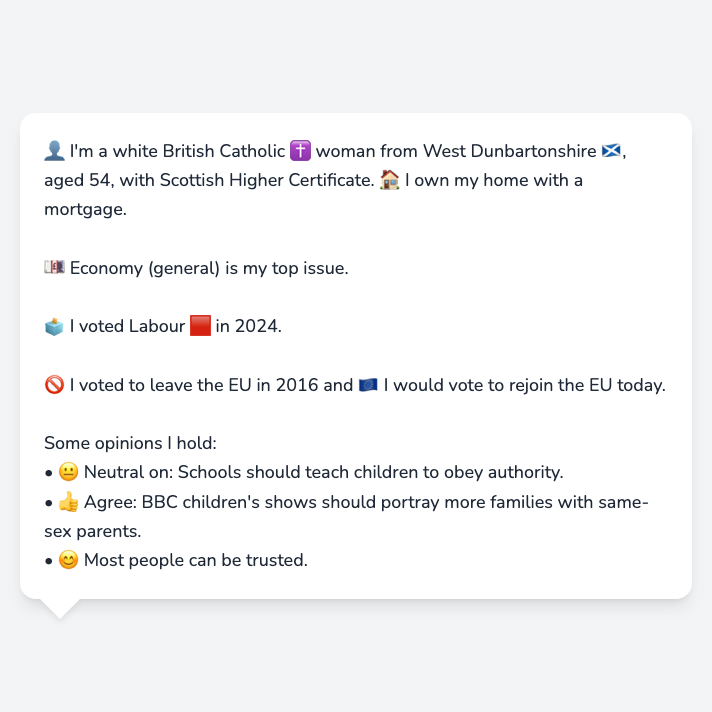 👤 I'm a white British Catholic ✝️ woman from West Dunbartonshire 🏴󠁧󠁢󠁳󠁣󠁴󠁿,
aged 54, with Scottish Higher Certificate. 🏠 I own my home with a
mortgage.
💷 Economy (general) is my top issue.
🗳️ I voted Labour 🟥 in 2024.
🚫 I voted to leave the EU in 2016 and 🇪🇺 I would vote to rejoin the EU today.
Some opinions I hold:
• 😐 Neutral on: Schools should teach children to obey authority.
• 👍 Agree: BBC children's shows should portray more families with same-
sex parents.
• 😊 Most people can be trusted.